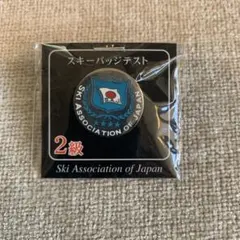 スキーバッジテスト
SKI ASSOCIATION OF JAPAN
2級
Ski Association of Japan